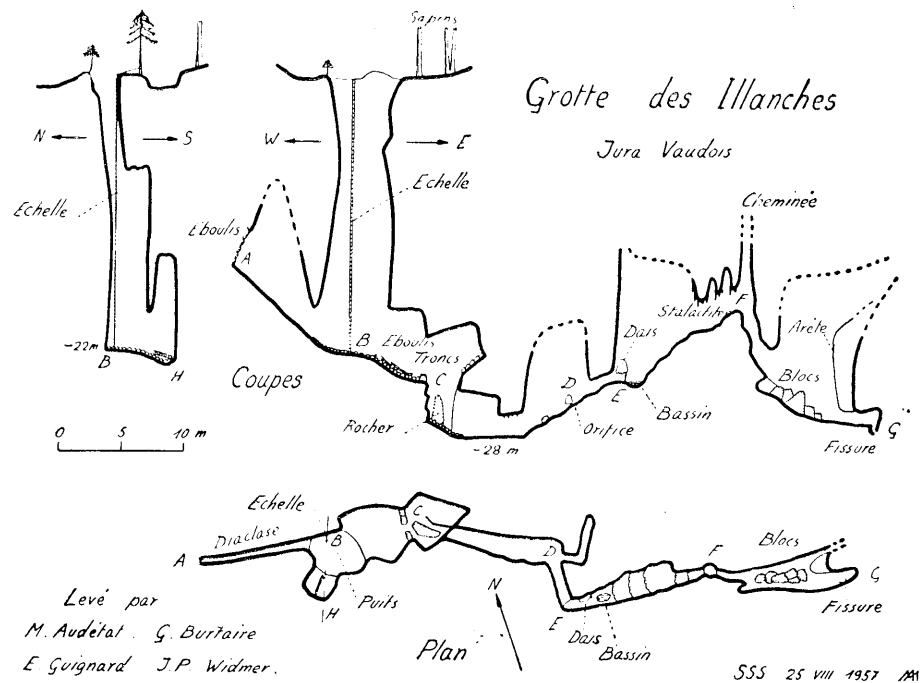 Sapins
Grotte des Illanches
Jura Vaudois
N S
W E
Echelle
Echelle
Cheminée
Eboulis
A
Stalactites
F
Arête
-22m
B H
B Eboulis
Troncs
C
Dais
D
E
Blocs
Coupes
Rocher
Orifice
Bassin
G
Fissure
0 5 10 m
-28 m
Echelle
Diaclase
A
B
C
D
F
Blocs
G
Fissure
H
Puits
N
E
Dais
Bassin
Plan
Levé par
M. Audétat. G. Burtaire
E. Guignard J.P. Widmer.
SSS 25 VIII 1957